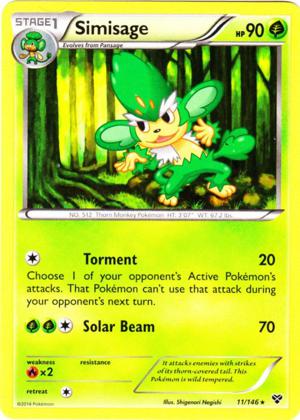 STAGE1
Simisage
HP 90
Evolves from Pansage
NO. 512 Thorn Monkey Pokémon HT: 3'07" WT: 67.2 lbs.
Torment 20
Choose 1 of your opponent's Active Pokémon's
attacks. That Pokémon can't use that attack during
your opponent's next turn.
Solar Beam 70
weakness
resistance
×2
It attacks enemies with strikes
of its thorn-covered tail. This
Pokémon is wild tempered.
retreat
©2014 Pokémon
Illus. Shigenori Negishi
11/146 ★
XY